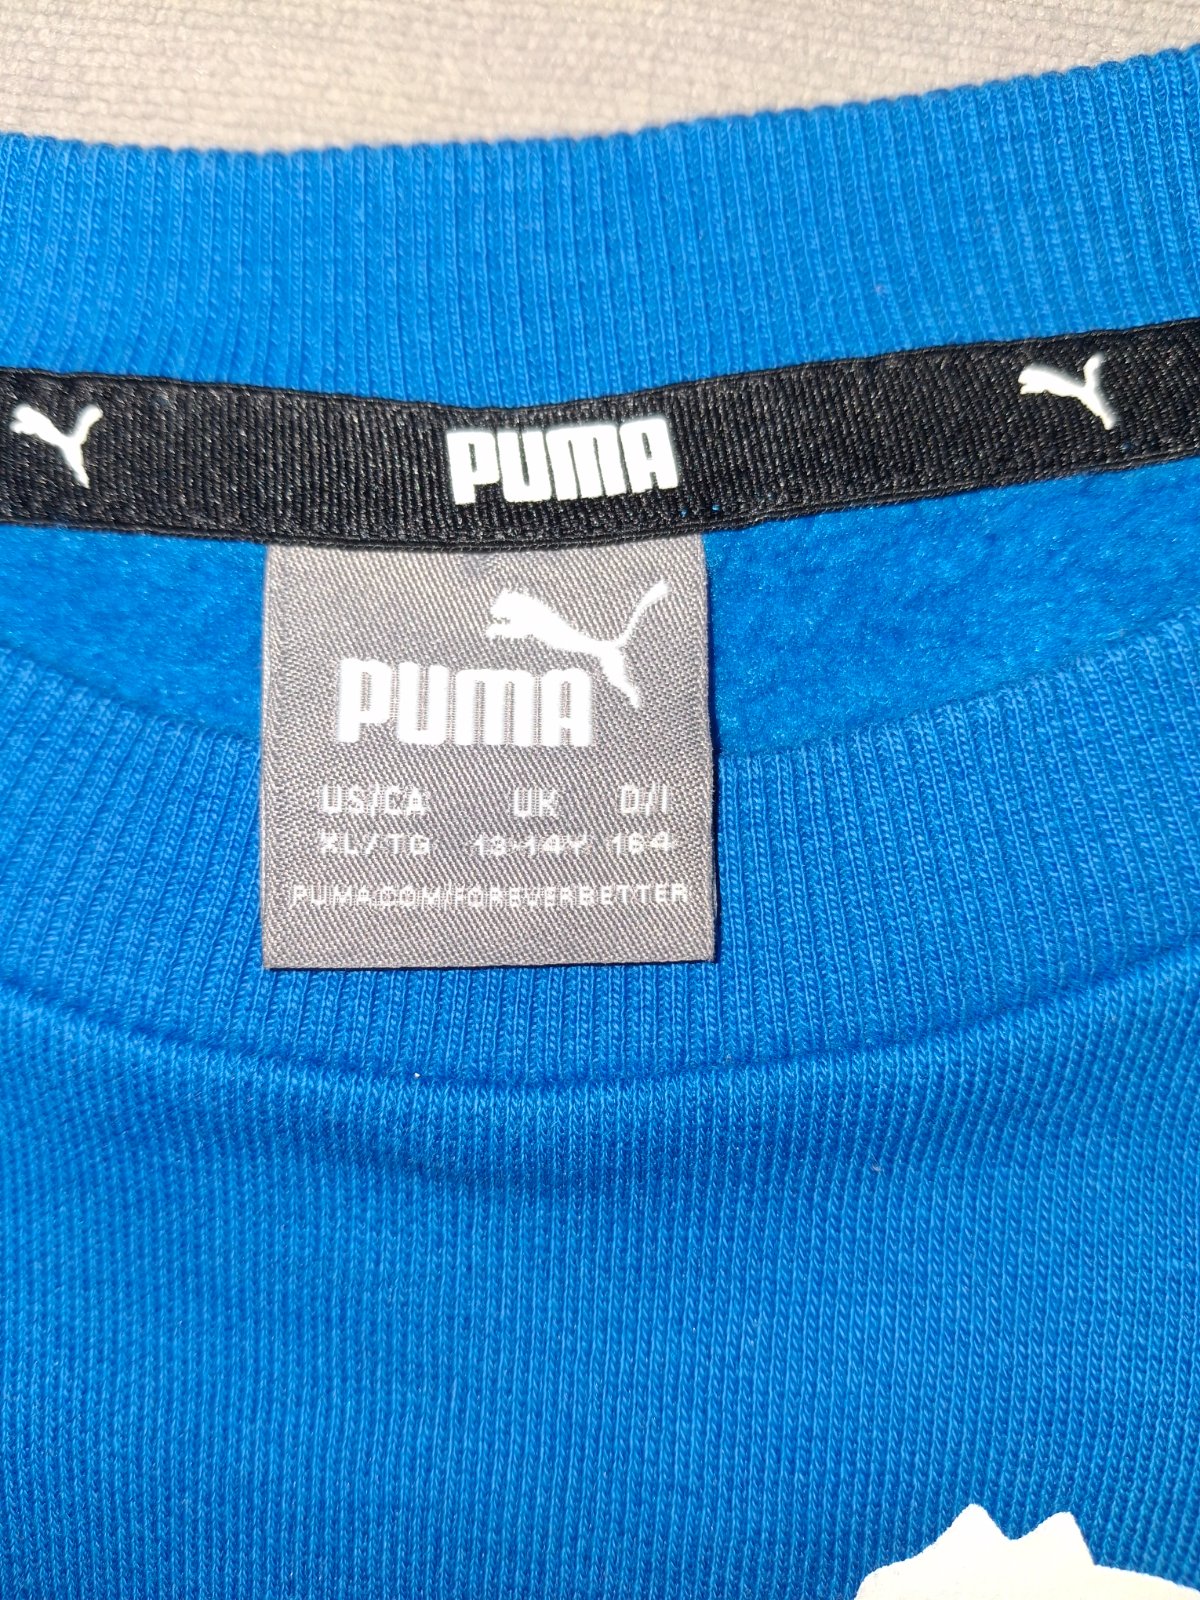 PUMA
PUMA
US/CA UK D/I
XL/TG 13-14Y 164
PUMA.COM/FOREVERBETTER